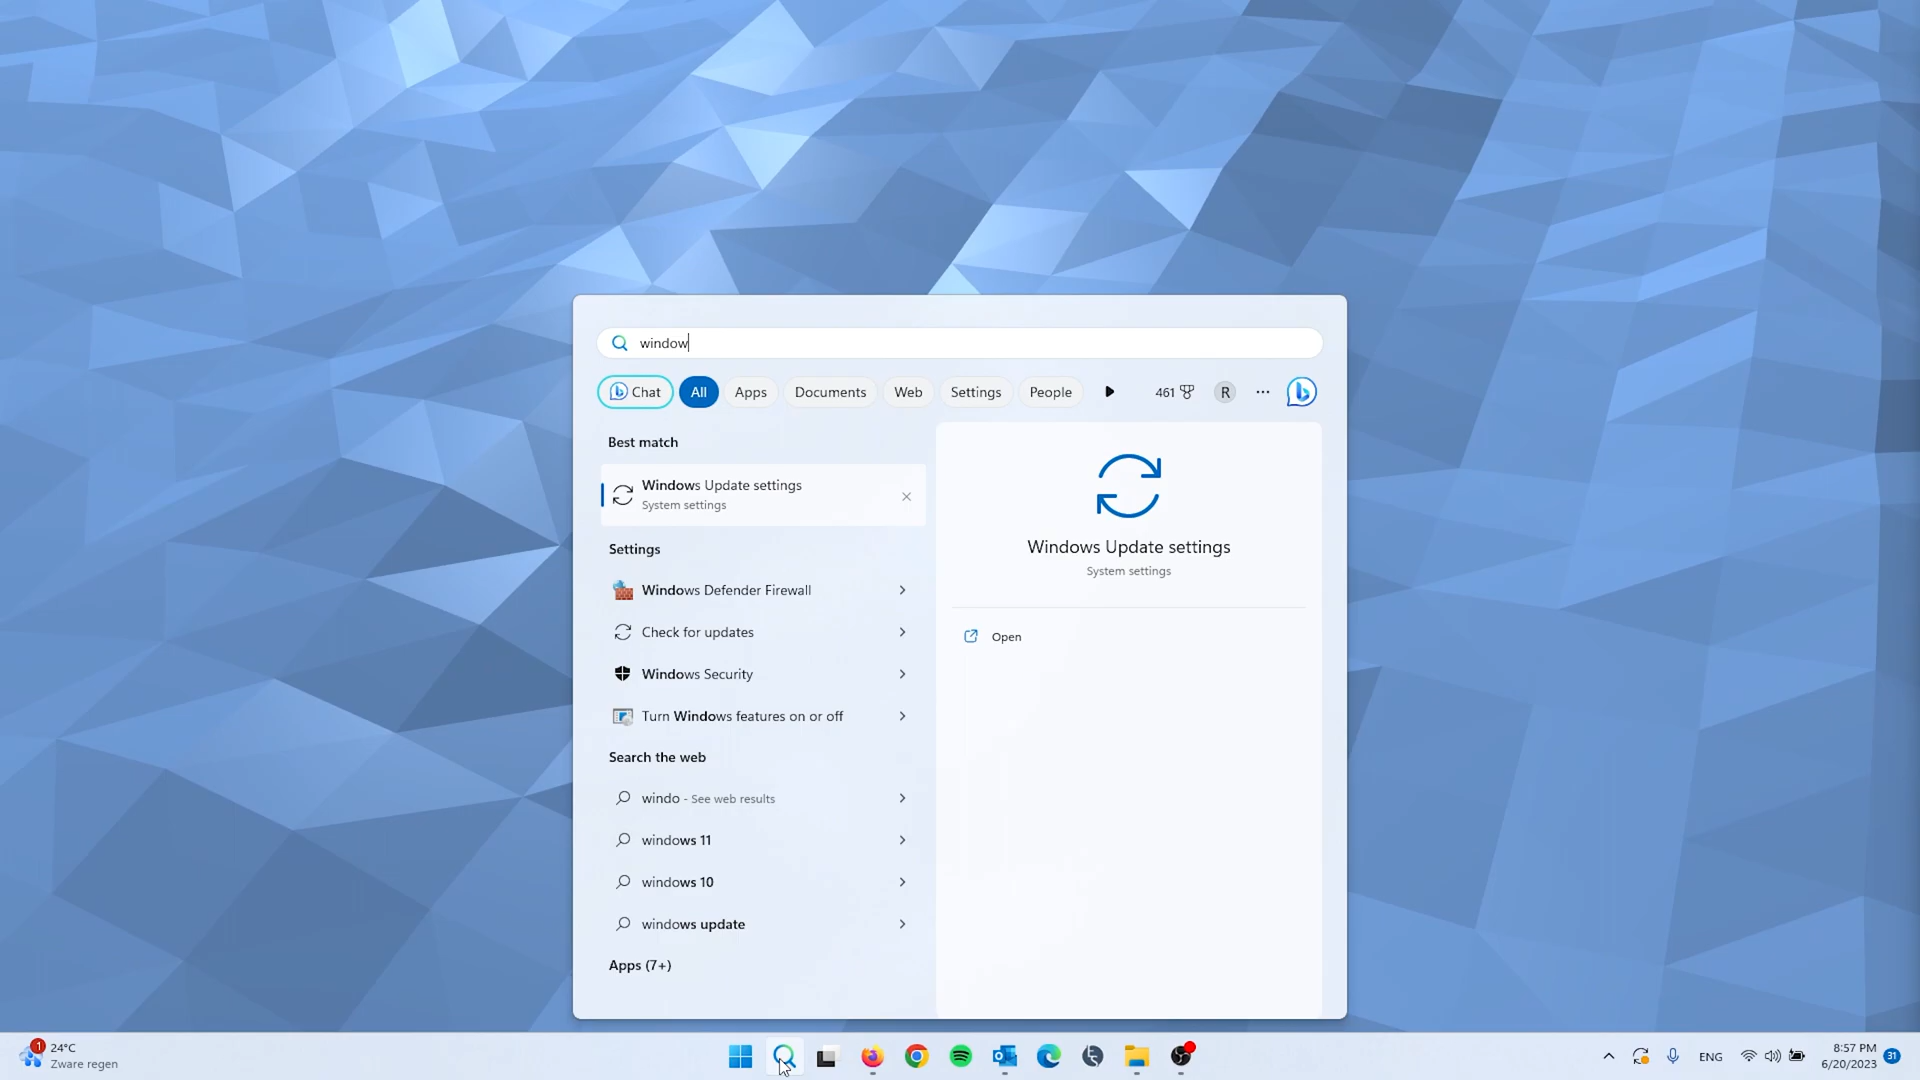 window
Chat
All
Apps
Documents
Web
Settings
People
461
R
Best match
Windows Update settings
System settings
Settings
Windows Defender Firewall
Check for updates
Windows Security
Turn Windows features on or off
Search the web
windo - See web results
windows 11
windows 10
windows update
Apps (7+)
Windows Update settings
System settings
Open
1
24°C
Zware regen
ENG
8:57 PM
6/20/2023
31